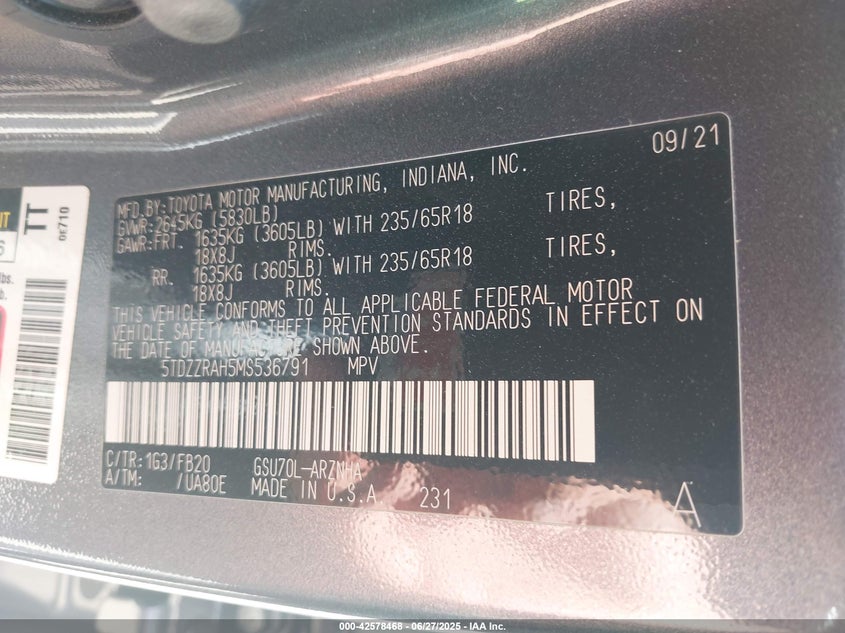 09/21
MFD.BY:TOYOTA MOTOR MANUFACTURING, INDIANA, INC.
GVWR:2645KG (5830LB)
GAWR:FRT. 1635KG (3605LB) WITH 235/65R18 TIRES,
18X8J RIMS.
RR. 1635KG (3605LB) WITH 235/65R18 TIRES,
18X8J RIMS.
THIS VEHICLE CONFORMS TO ALL APPLICABLE FEDERAL MOTOR
VEHICLE SAFETY AND THEFT PREVENTION STANDARDS IN EFFECT ON
THE DATE OF MANUFACTURE SHOWN ABOVE.
5TDZZRAH5MS536791 MPV
C/TR:1G3/FB20 GSU70L-ARZNHA
A/TM: /UA80E MADE IN U.S.A. 231
A
TT
0E710
lbs.
000-42578468 - 06/27/2025 - IAA Inc.